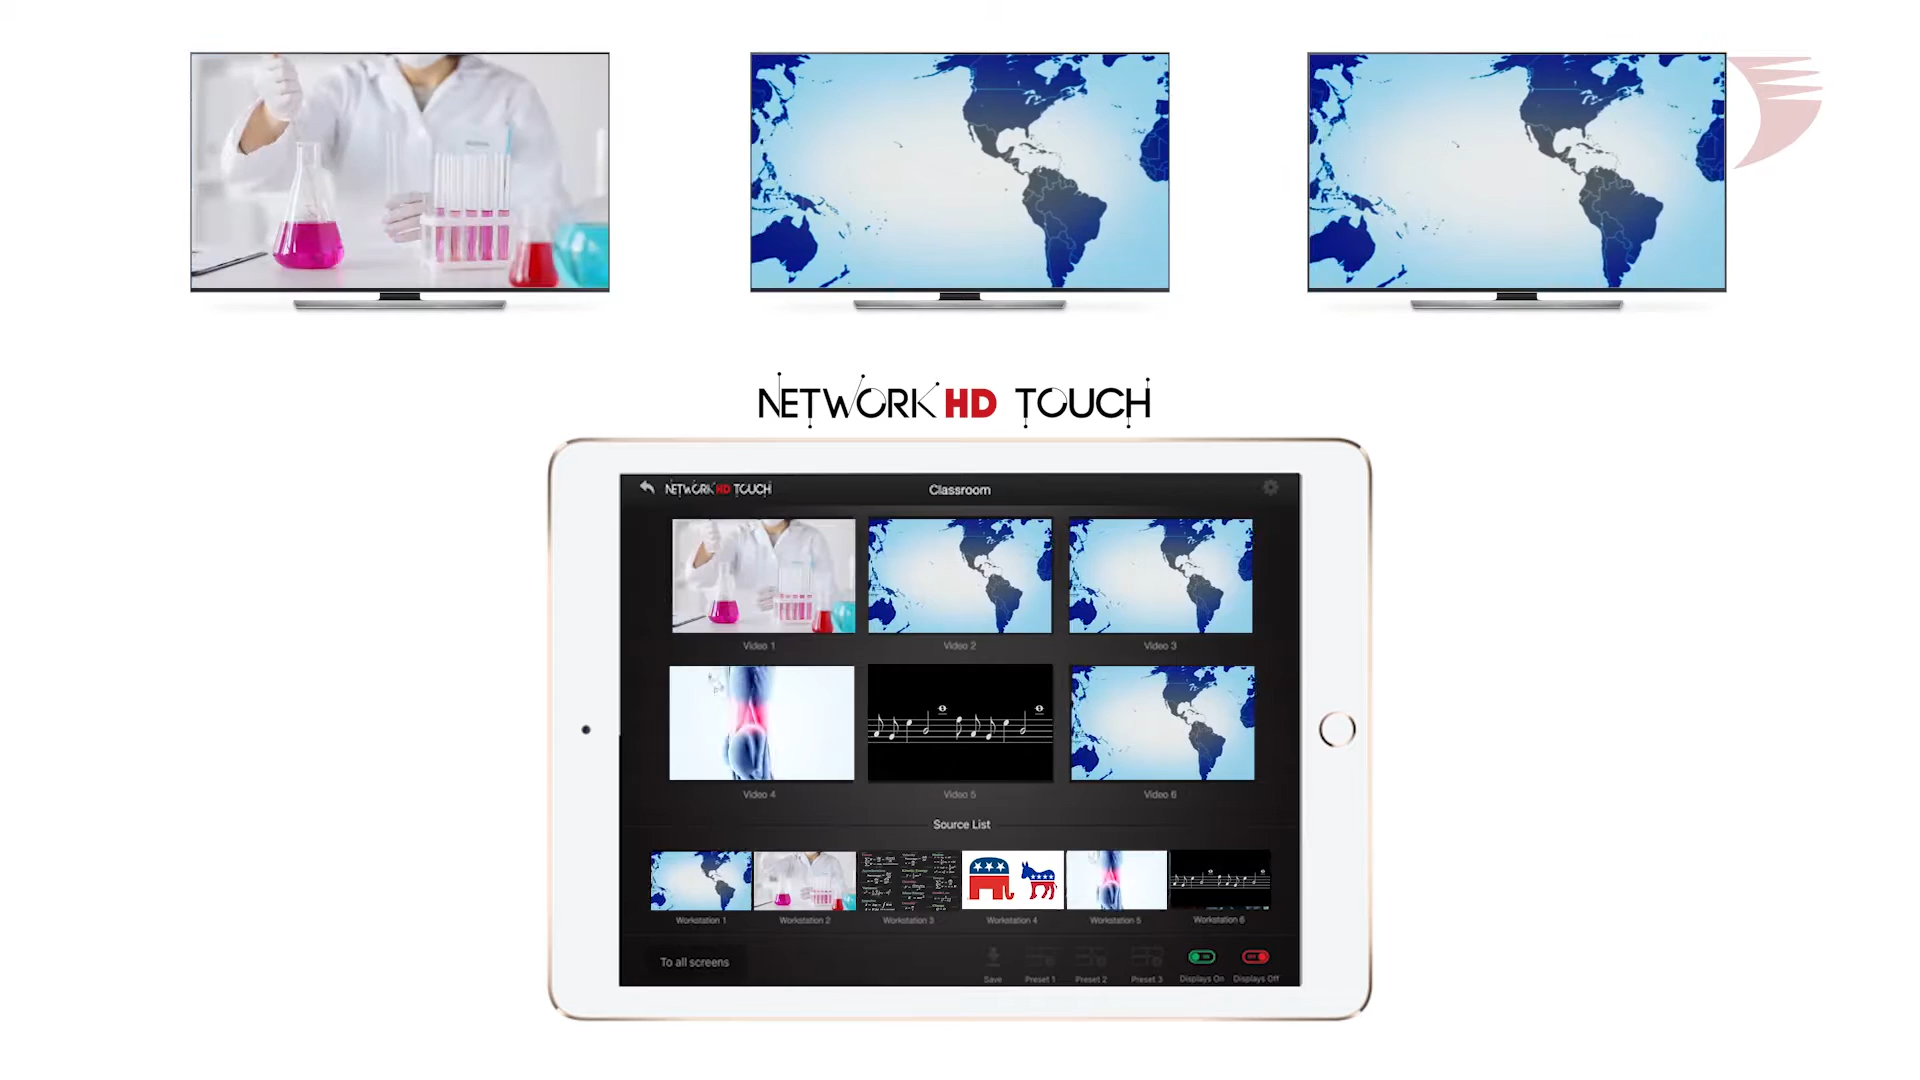 NETWORK HD TOUCH
NETWORK HD TOUCH
Classroom
Video 1
Video 2
Video 3
Video 4
Video 5
Video 6
Source List
Workstation 1
Workstation 2
Workstation 3
Workstation 4
Workstation 5
Workstation 6
To all screens
Save
Preset 1
Preset 2
Preset 3
Displays On
Displays Off